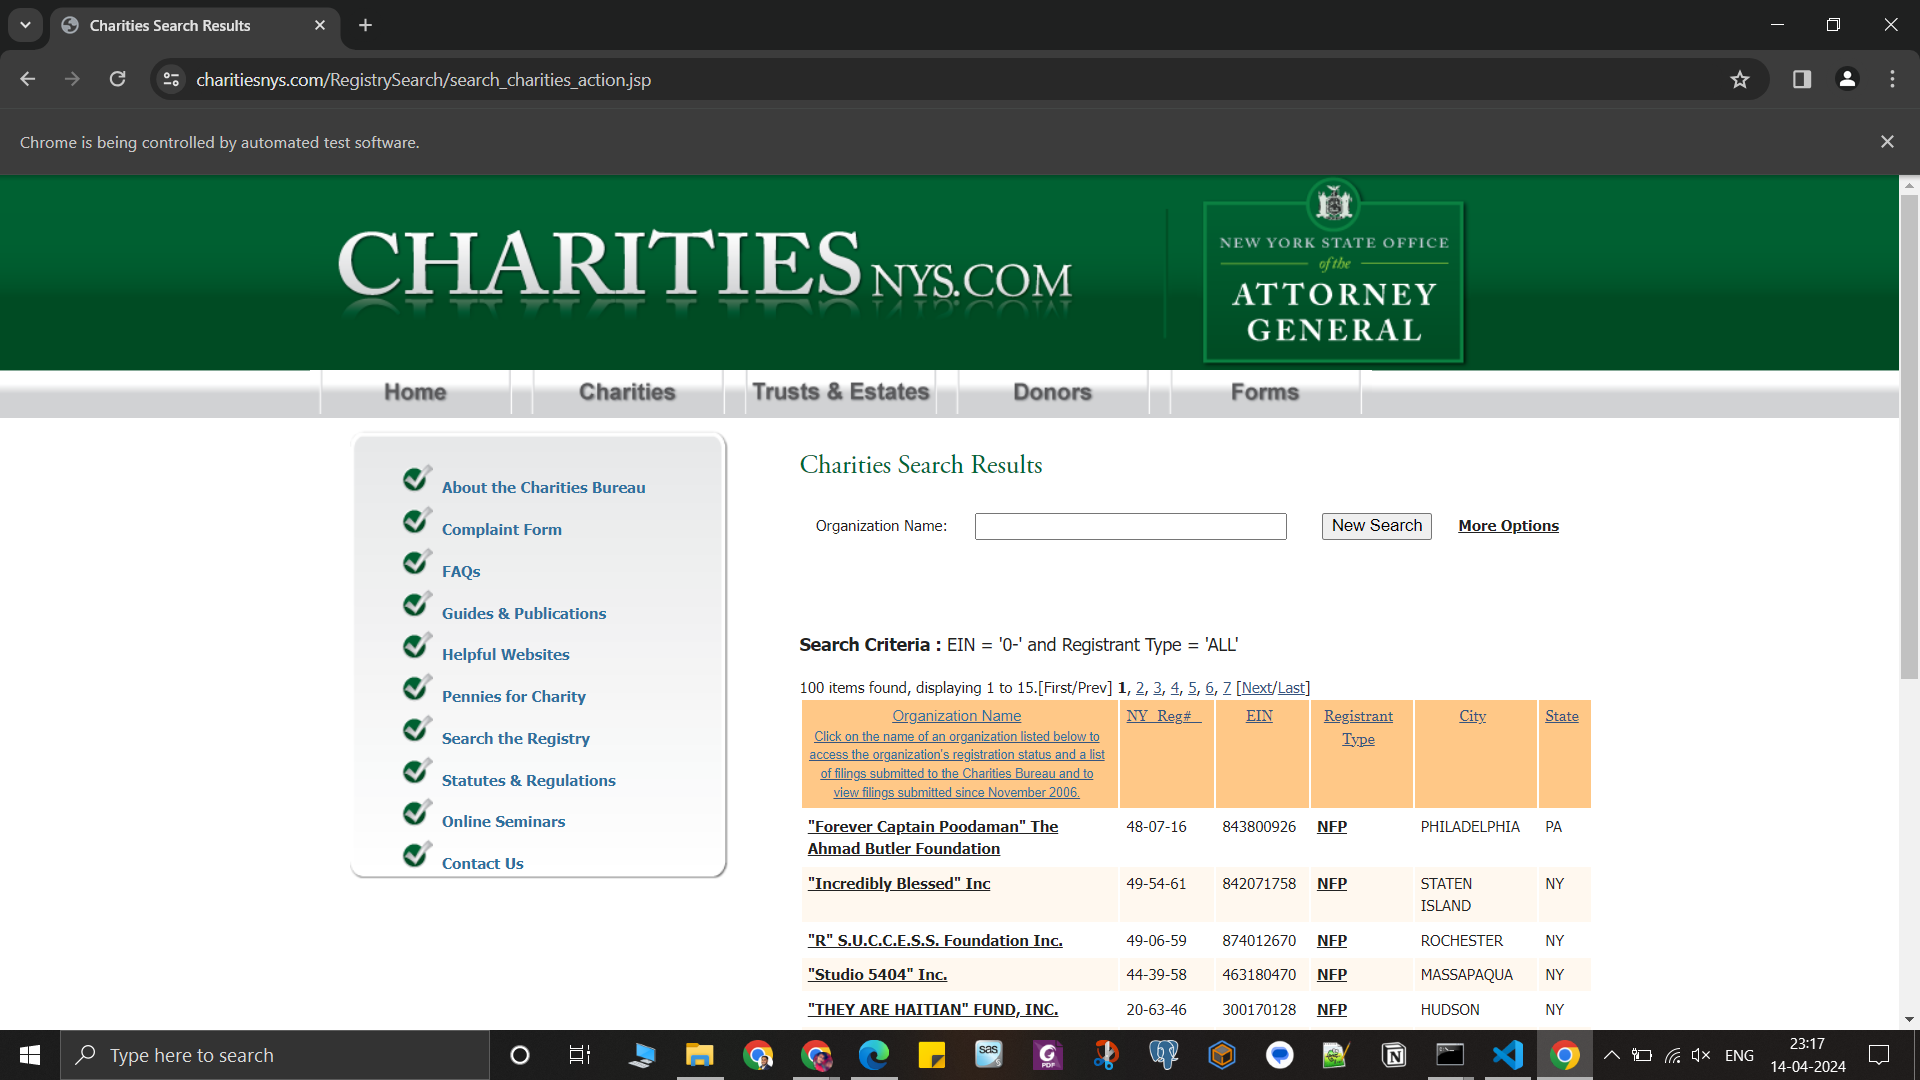 Charities Search Results
charitiesnys.com/RegistrySearch/search_charities_action.jsp
Chrome is being controlled by automated test software.
CHARITIESNYS.COM
NEW YORK STATE OFFICE
of the
ATTORNEY
GENERAL
Home Charities Trusts & Estates Donors Forms
About the Charities Bureau
Complaint Form
FAQs
Guides & Publications
Helpful Websites
Pennies for Charity
Search the Registry
Statutes & Regulations
Online Seminars
Contact Us
Charities Search Results
Organization Name: New Search More Options
Search Criteria : EIN = '0-' and Registrant Type = 'ALL'
100 items found, displaying 1 to 15.[First/Prev] 1, 2, 3, 4, 5, 6, 7 [Next/Last]
Organization Name NY Reg# EIN Registrant City State
Click on the name of an organization listed below to Type
access the organization's registration status and a list
of filings submitted to the Charities Bureau and to
view filings submitted since November 2006.
"Forever Captain Poodaman" The 48-07-16 843800926 NFP PHILADELPHIA PA
Ahmad Butler Foundation
"Incredibly Blessed" Inc 49-54-61 842071758 NFP STATEN NY
ISLAND
"R" S.U.C.C.E.S.S. Foundation Inc. 49-06-59 874012670 NFP ROCHESTER NY
"Studio 5404" Inc. 44-39-58 463180470 NFP MASSAPAQUA NY
"THEY ARE HAITIAN" FUND, INC. 20-63-46 300170128 NFP HUDSON NY
Type here to search
sas
PDF
ENG
23:17
14-04-2024